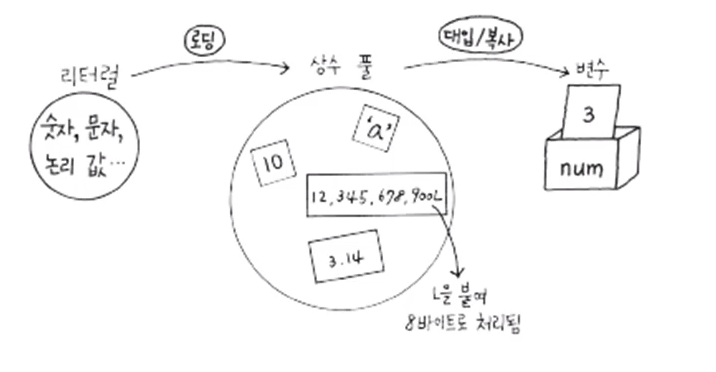 로딩
대입/복사
리터럴
상수 풀
변수
숫자, 문자,
논리 값...
10
'a'
12,345,678,900L
3.14
3
num
L을 붙여
8바이트로 처리됨